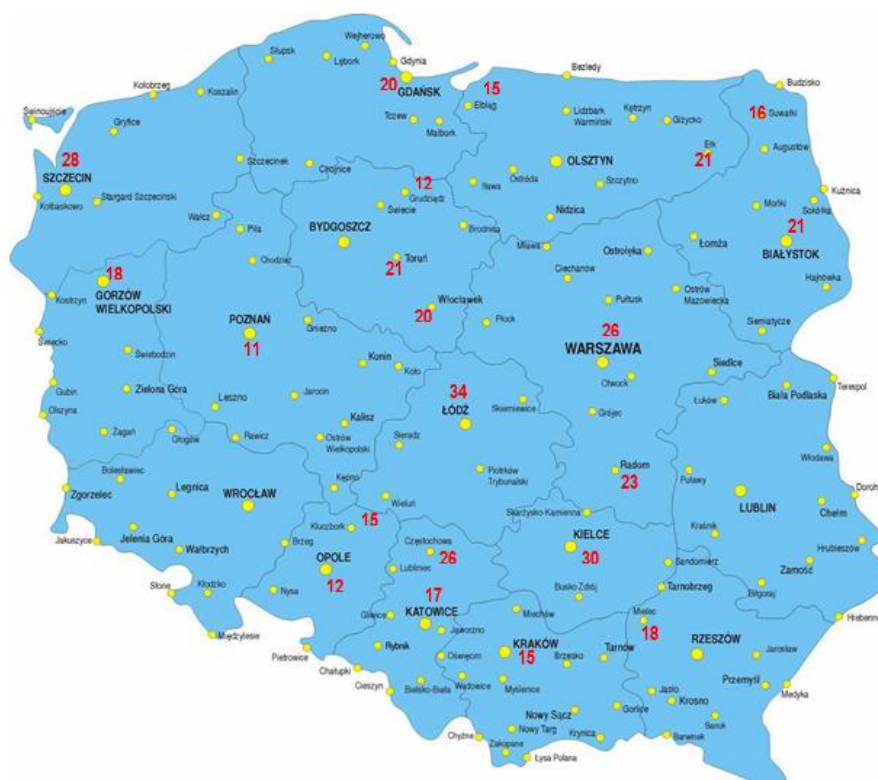 Wejherowo
Słupsk
Lębork
Gdynia
20
GDAŃSK
15
Bezledy
Budzisko
Kołobrzeg
Koszalin
Świnoujście
Gryfice
Tczew
Malbork
Elbląg
Lidzbark
Warmiński
Kętrzyn
Giżycko
16
Suwałki
28
SZCZECIN
Szczecinek
Chojnice
OLSZTYN
Ełk
21
Augustów
Kołbaskowo
Stargard Szczeciński
12
Grudziądz
Świecie
Iława
Ostróda
Szczytno
Kuźnica
Sokółka
Wałcz
Piła
BYDGOSZCZ
Brodnica
Nidzica
Mońki
21
BIAŁYSTOK
Mława
Ostrołęka
Łomża
18
GORZÓW
WIELKOPOLSKI
Chodzież
21
Toruń
Ciechanów
Hajnówka
Kostrzyn
Włocławek
20
Pułtusk
Ostrów
Mazowiecka
POZNAŃ
11
Gniezno
Płock
26
WARSZAWA
Siemiatycze
Świecko
Świebodzin
Konin
Koło
Otwock
Siedlce
Gubin
Zielona Góra
Leszno
Jarocin
34
ŁÓDŹ
Skierniewice
Łuków
Biała Podlaska
Terespol
Olszyna
Kalisz
Grójec
Żagań
Głogów
Rawicz
Ostrów
Wielkopolski
Sieradz
Włodawa
Bolesławiec
Kępno
Piotrków
Trybunalski
Radom
23
Puławy
Zgorzelec
Legnica
WROCŁAW
Wieluń
LUBLIN
Doroh
Chełm
Skarżysko-Kamienna
15
Kluczbork
Jakuszyce
Jelenia Góra
Brzeg
Częstochowa
26
KIELCE
30
Kraśnik
Hrubieszów
Wałbrzych
OPOLE
12
Lubliniec
Sandomierz
Zamość
Słone
Kłodzko
Nysa
17
KATOWICE
Busko Zdrój
Tarnobrzeg
Biłgoraj
Gliwice
Miechów
Mielec
18
Hrebenne
Międzylesie
Jaworzno
RZESZÓW
Pietrowice
Rybnik
Oświęcim
KRAKÓW
15
Brzesko
Tarnów
Jarosław
Chałupki
Cieszyn
Bielsko-Biała
Wadowice
Myślenice
Jasło
Krosno
Przemyśl
Medyka
Nowy Sącz
Gorlice
Sanok
Chyżne
Nowy Targ
Krynica
Barwinek
Zakopane
Łysa Polana